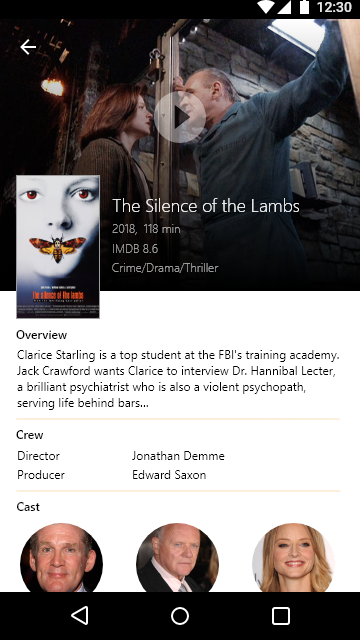 12:30
The Silence of the Lambs
2018, 118 min
IMDB 8.6
Crime/Drama/Thriller
the silence of the lambs
Overview
Clarice Starling is a top student at the FBI's training academy.
Jack Crawford wants Clarice to interview Dr. Hannibal Lecter,
a brilliant psychiatrist who is also a violent psychopath,
serving life behind bars...
Crew
Director Jonathan Demme
Producer Edward Saxon
Cast